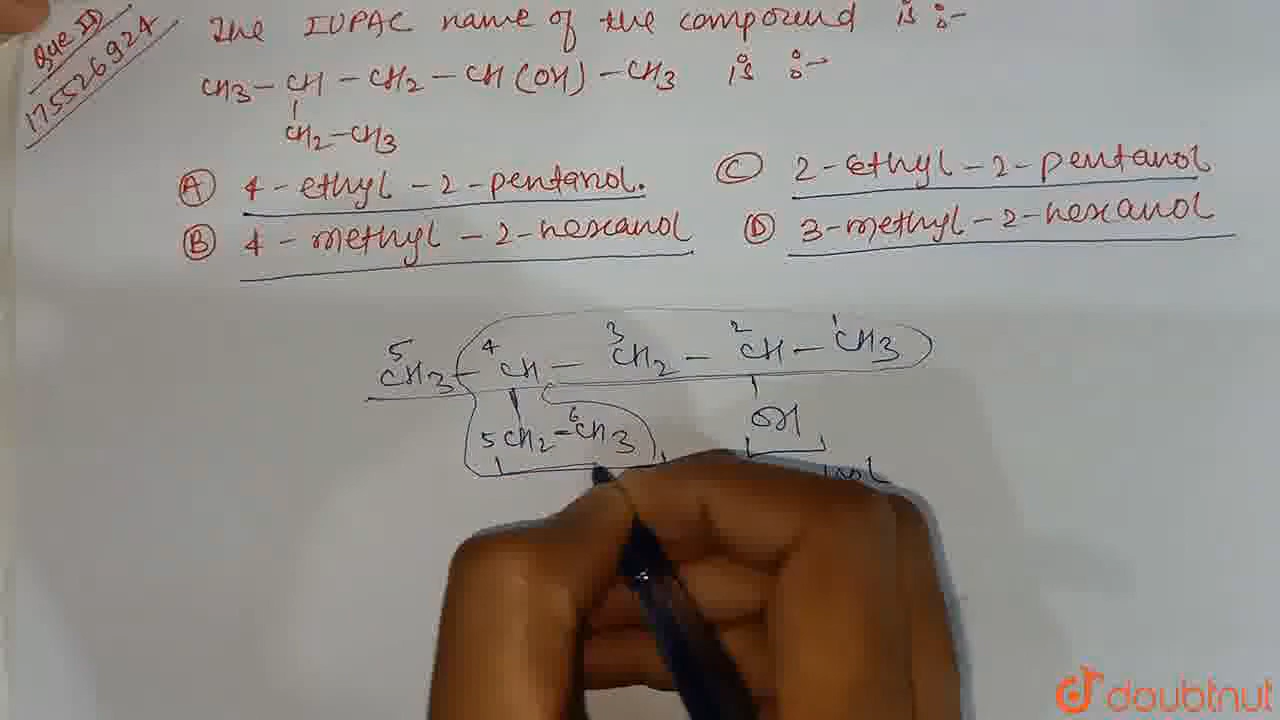 Que ID
175526924
The IUPAC name of the compound is :-
CH3 - CH - CH2 - CH (OH) - CH3 is :-
CH2 - CH3
(A) 4 - ethyl - 2 - pentanol.
(B) 4 - methyl - 2 - hexanol
(C) 2 - ethyl - 2 - pentanol
(D) 3 - methyl - 2 - hexanol
5 4 3 2 1
CH3 - CH - CH2 - CH - CH3
5 CH2 - 6 CH3 OH
nol
doubtnut